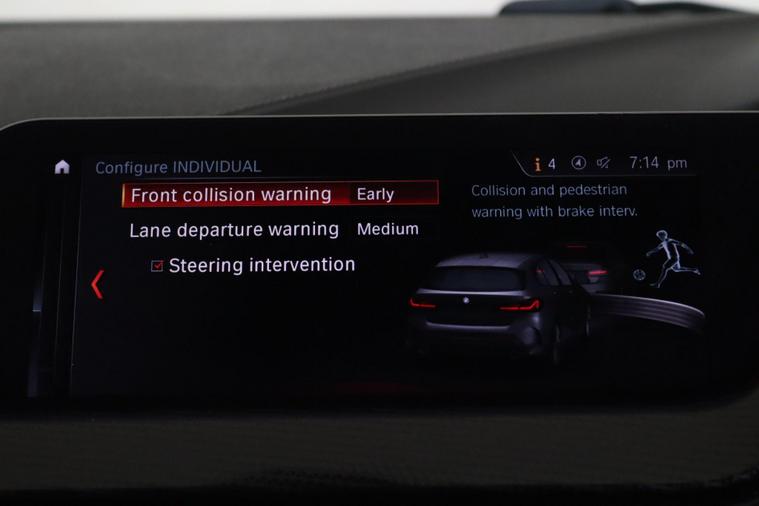 Configure INDIVIDUAL
i 4 7:14 pm
Front collision warning Early
Lane departure warning Medium
Steering intervention
Collision and pedestrian
warning with brake interv.